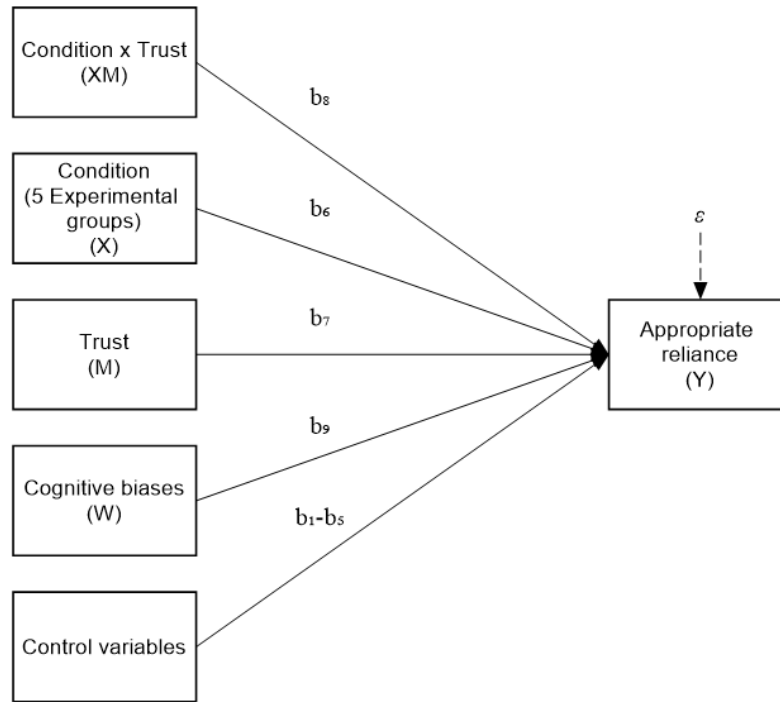 Condition x Trust
(XM)
b₈
Condition
(5 Experimental
groups)
(X)
b₆
ε
Trust
(M)
b₇
Appropriate
reliance
(Y)
Cognitive biases
(W)
b₉
b₁-b₅
Control variables